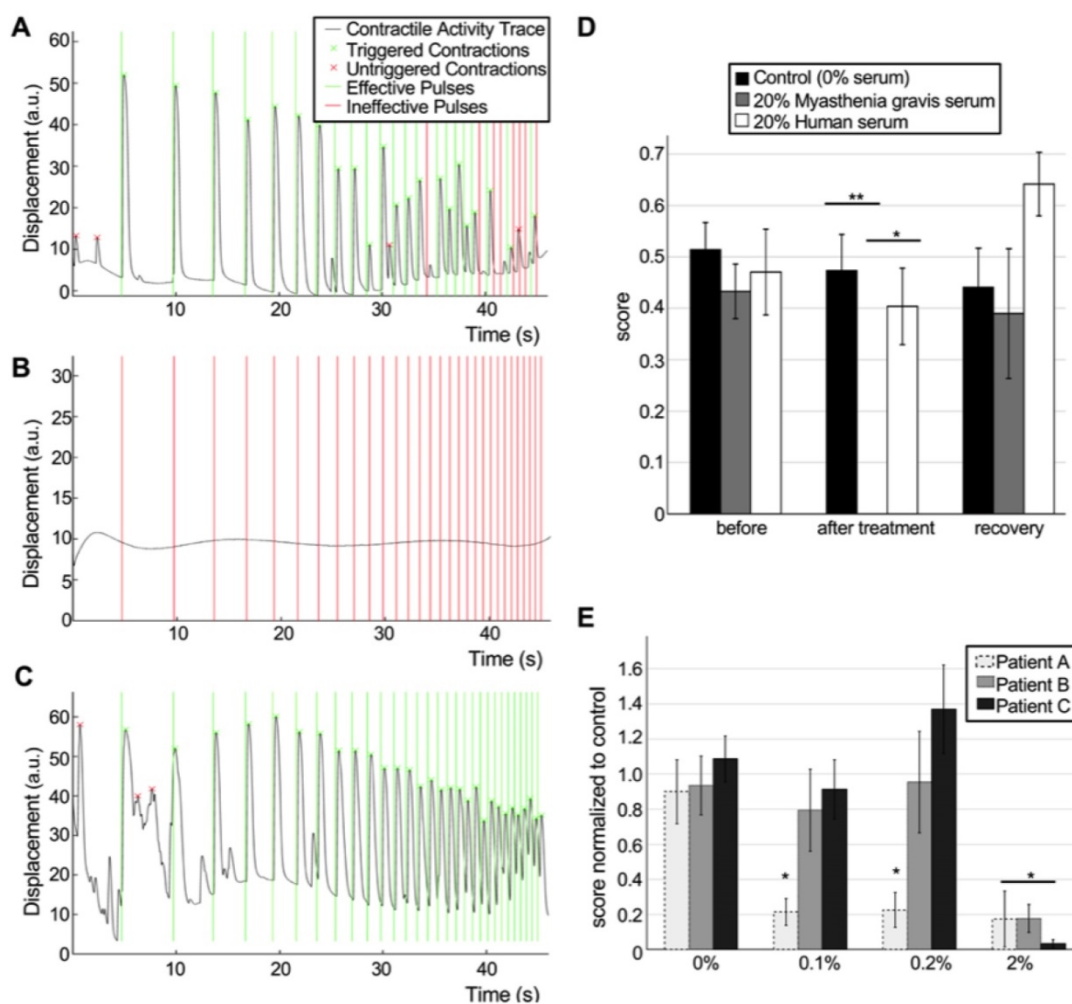 A
Displacement (a.u.)
60
50
40
30
20
10
0
Contractile Activity Trace
Triggered Contractions
Untriggered Contractions
Effective Pulses
Ineffective Pulses
10
20
30
40
Time (s)
B
Displacement (a.u.)
30
25
20
15
10
5
0
10
20
30
40
Time (s)
C
Displacement (a.u.)
60
50
40
30
20
10
0
10
20
30
40
Time (s)
D
Control (0% serum)
20% Myasthenia gravis serum
20% Human serum
score
0.7
0.6
0.5
0.4
0.3
0.2
0.1
0
**
*
before
after treatment
recovery
E
score normalized to control
1.6
1.4
1.2
1.0
0.8
0.6
0.4
0.2
0
Patient A
Patient B
Patient C
*
*
*
0%
0.1%
0.2%
2%